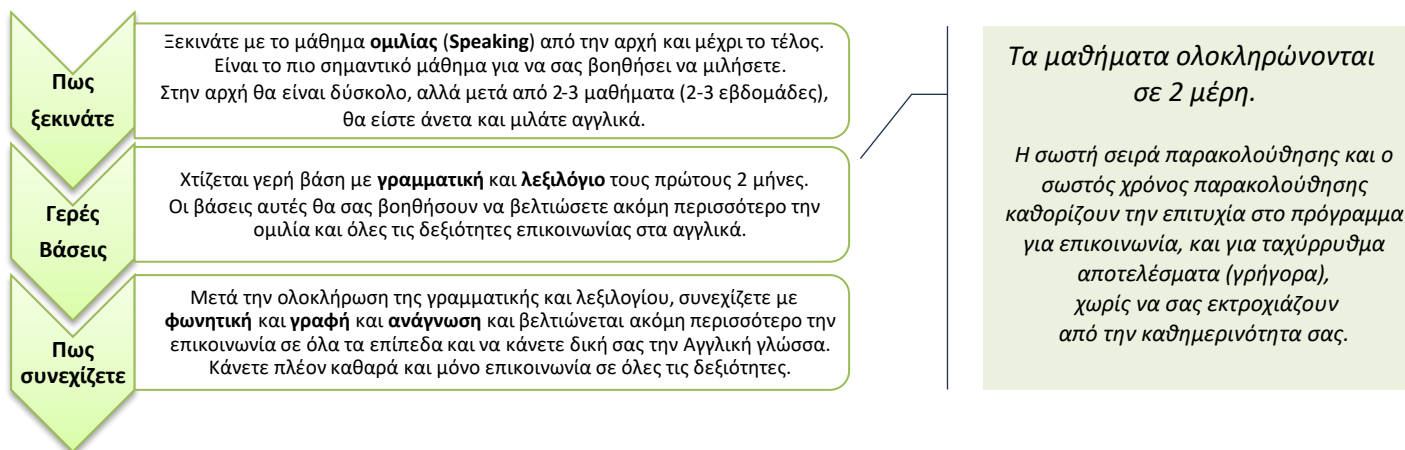 Πως
ξεκινάτε
Ξεκινάτε με το μάθημα ομιλίας (Speaking) από την αρχή και μέχρι το τέλος.
Είναι το πιο σημαντικό μάθημα για να σας βοηθήσει να μιλήσετε.
Στην αρχή θα είναι δύσκολο, αλλά μετά από 2-3 μαθήματα (2-3 εβδομάδες),
θα είστε άνετα και μιλάτε αγγλικά.
Γερές
Βάσεις
Χτίζεται γερή βάση με γραμματική και λεξιλόγιο τους πρώτους 2 μήνες.
Οι βάσεις αυτές θα σας βοηθήσουν να βελτιώσετε ακόμη περισσότερο την
ομιλία και όλες τις δεξιότητες επικοινωνίας στα αγγλικά.
Πως
συνεχίζετε
Μετά την ολοκλήρωση της γραμματικής και λεξιλογίου, συνεχίζετε με
φωνητική και γραφή και ανάγνωση και βελτιώνεται ακόμη περισσότερο την
επικοινωνία σε όλα τα επίπεδα και να κάνετε δική σας την Αγγλική γλώσσα.
Κάνετε πλέον καθαρά και μόνο επικοινωνία σε όλες τις δεξιότητες.
Τα μαθήματα ολοκληρώνονται
σε 2 μέρη.
Η σωστή σειρά παρακολούθησης και ο
σωστός χρόνος παρακολούθησης
καθορίζουν την επιτυχία στο πρόγραμμα
για επικοινωνία, και για ταχύρρυθμα
αποτελέσματα (γρήγορα),
χωρίς να σας εκτροχιάζουν
από την καθημερινότητα σας.